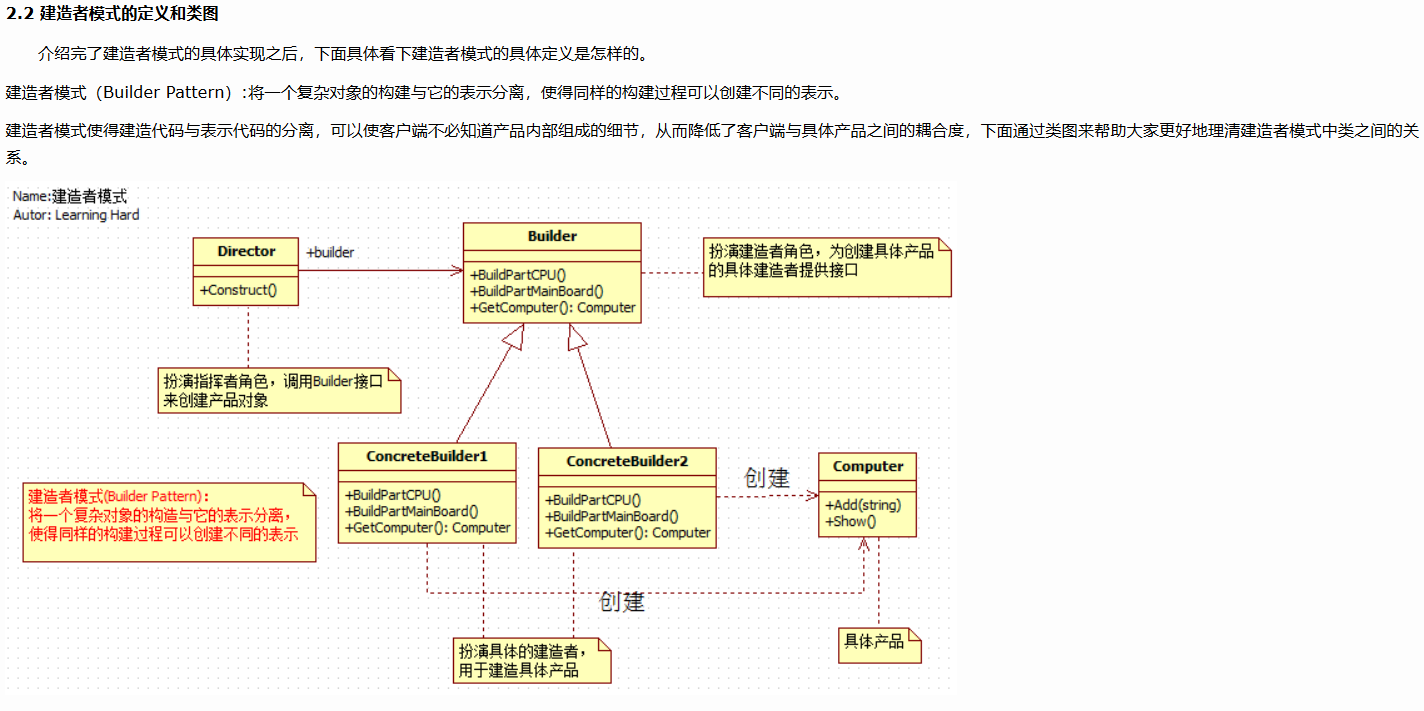 2.2 建造者模式的定义和类图
介绍完了建造者模式的具体实现之后，下面具体看下建造者模式的具体定义是怎样的。
建造者模式（Builder Pattern）:将一个复杂对象的构建与它的表示分离，使得同样的构建过程可以创建不同的表示。
建造者模式使得建造代码与表示代码的分离，可以使客户端不必知道产品内部组成的细节，从而降低了客户端与具体产品之间的耦合度，下面通过类图来帮助大家更好地理清建造者模式中类之间的关
系。
Name:建造者模式
Autor: Learning Hard
Director
+Construct()
+builder
Builder
+BuildPartCPU()
+BuildPartMainBoard()
+GetComputer(): Computer
扮演建造者角色，为创建具体产品
的具体建造者提供接口
扮演指挥者角色，调用Builder接口
来创建产品对象
建造者模式(Builder Pattern)：
将一个复杂对象的构造与它的表示分离，
使得同样的构建过程可以创建不同的表示
ConcreteBuilder1
+BuildPartCPU()
+BuildPartMainBoard()
+GetComputer(): Computer
ConcreteBuilder2
+BuildPartCPU()
+BuildPartMainBoard()
+GetComputer(): Computer
创建
Computer
+Add(string)
+Show()
创建
扮演具体的建造者，
用于建造具体产品
具体产品